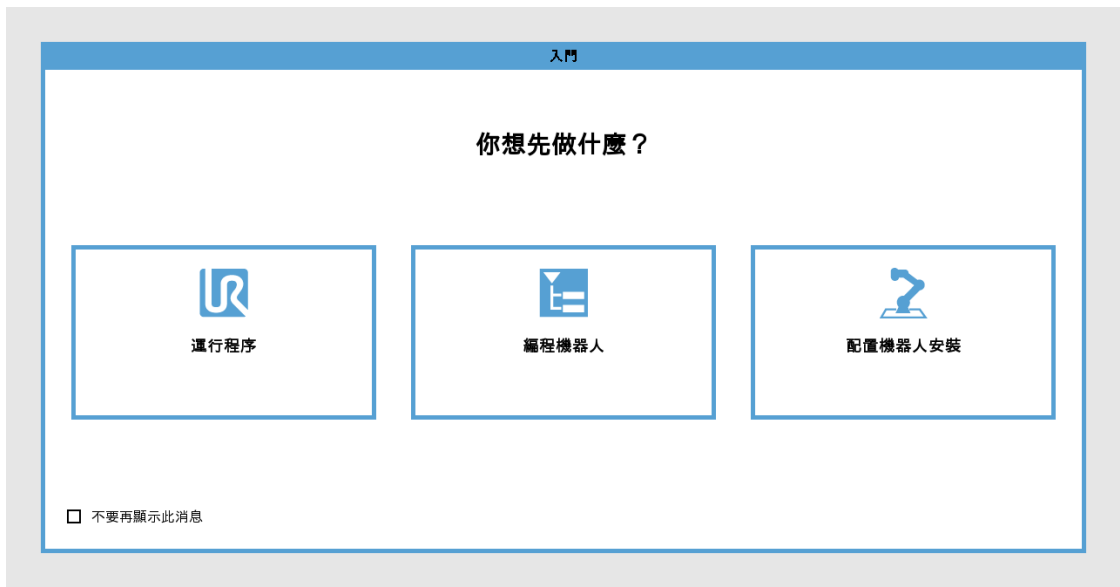 入門
你想先做什麼？
運行程序
編程機器人
配置機器人安裝
不要再顯示此消息